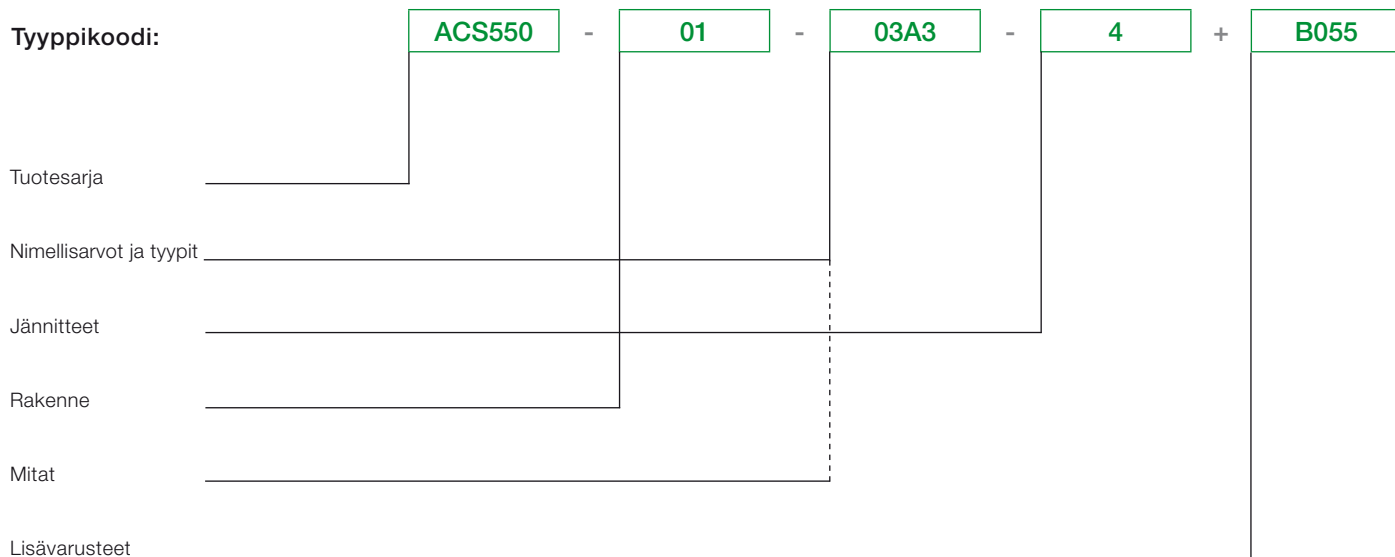 Tyyppikoodi: ACS550 - 01 - 03A3 - 4 + B055
Tuotesarja
Nimellisarvot ja tyypit
Jännitteet
Rakenne
Mitat
Lisävarusteet